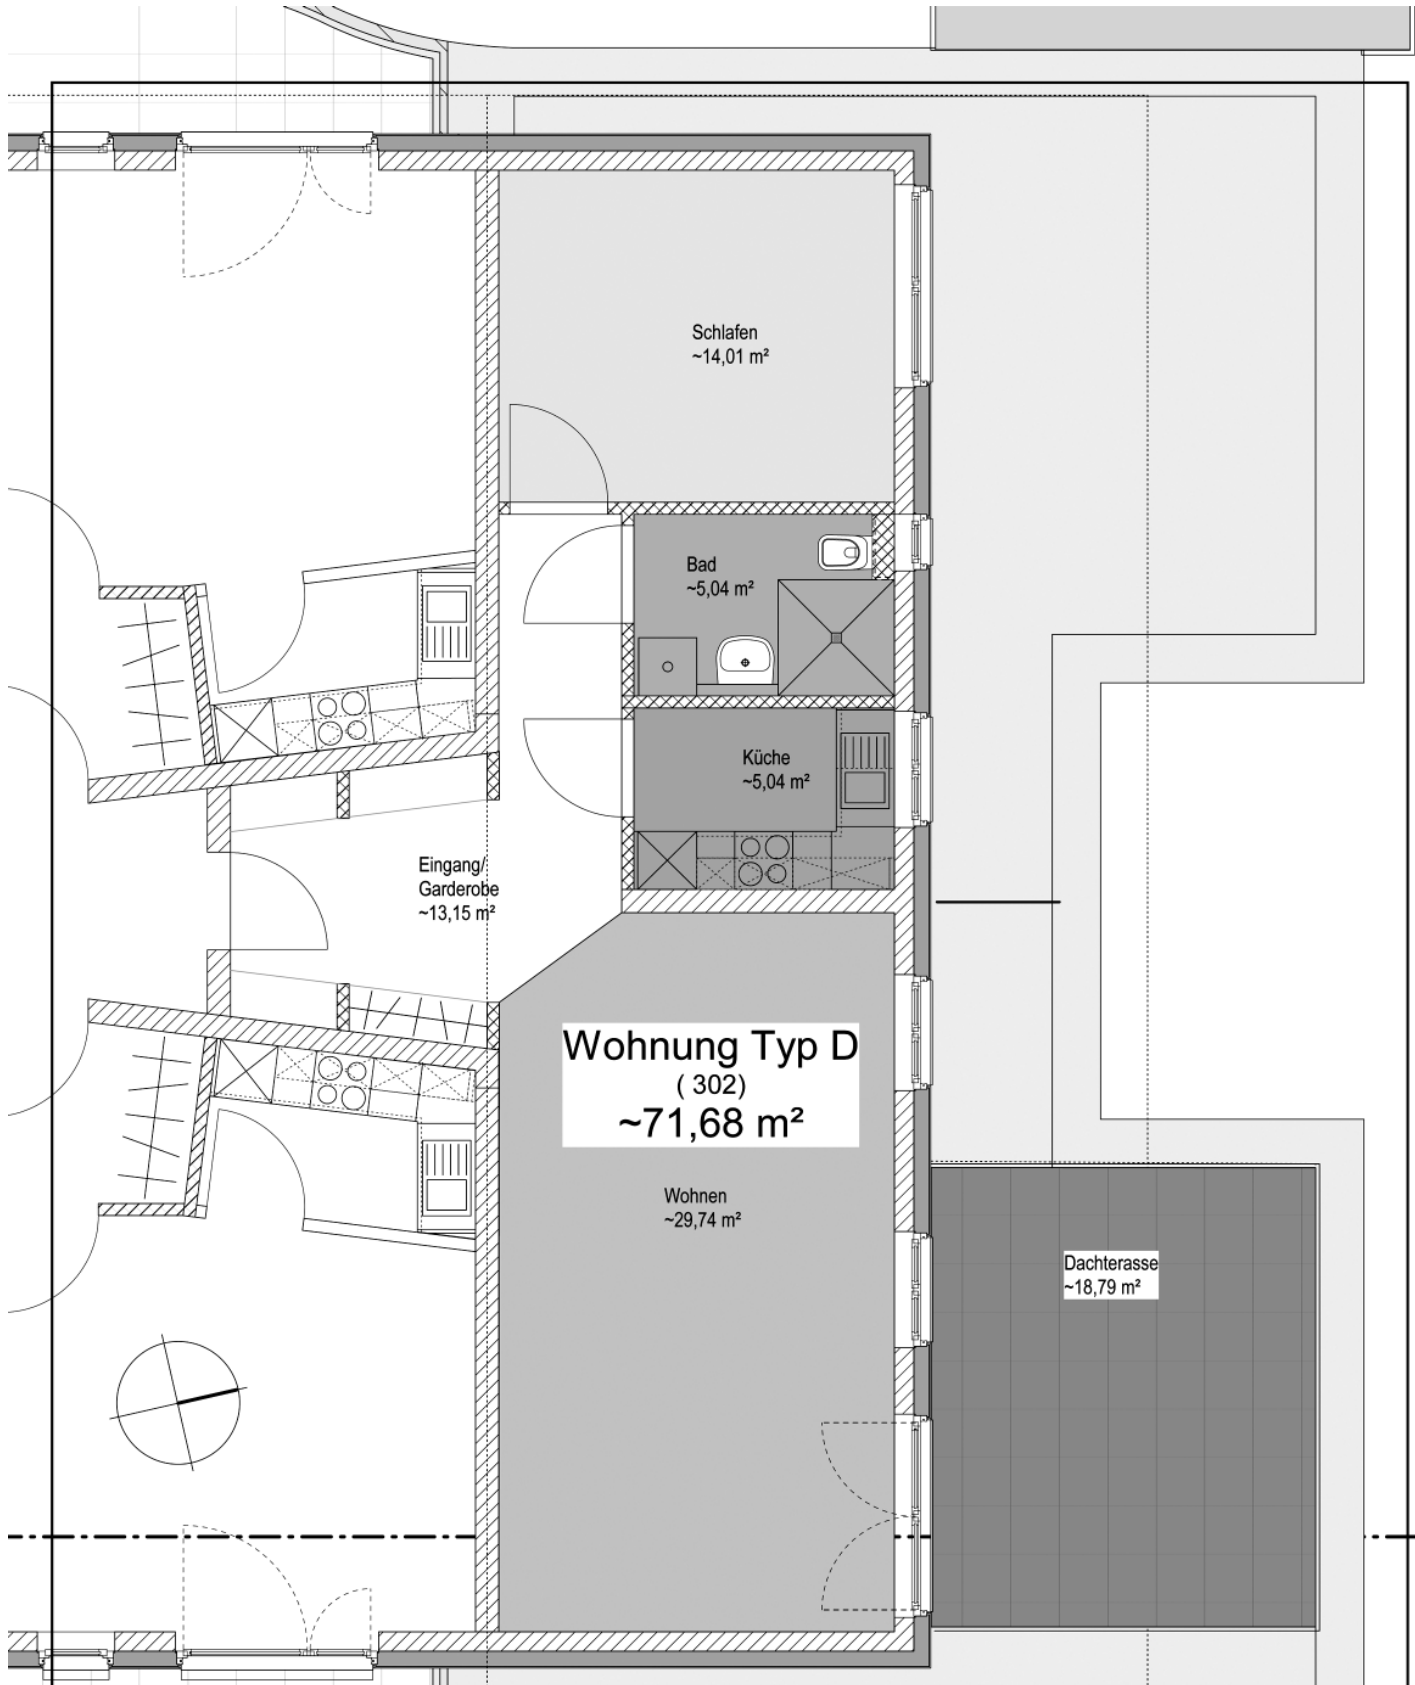 Schlafen
~14,01 m²
Bad
~5,04 m²
Küche
~5,04 m²
Eingang/
Garderobe
~13,15 m²
Wohnung Typ D
( 302)
~71,68 m²
Wohnen
~29,74 m²
Dachterasse
~18,79 m²